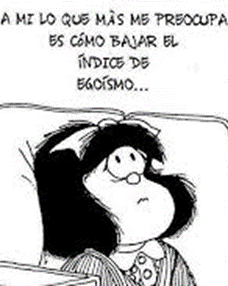 A MI LO QUE MÁS ME PREOCUPA
ES CÓMO BAJAR EL
ÍNDICE DE
EGOÍSMO...